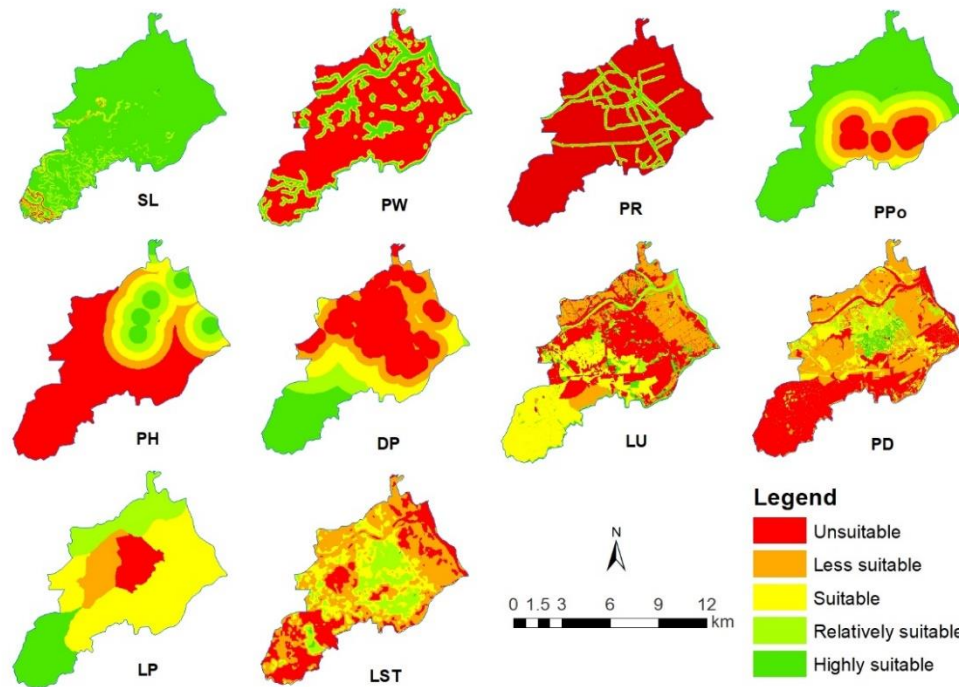 SL
PW
PR
PPo
PH
DP
LU
PD
LP
LST
N
0 1.5 3 6 9 12
km
Legend
Unsuitable
Less suitable
Suitable
Relatively suitable
Highly suitable